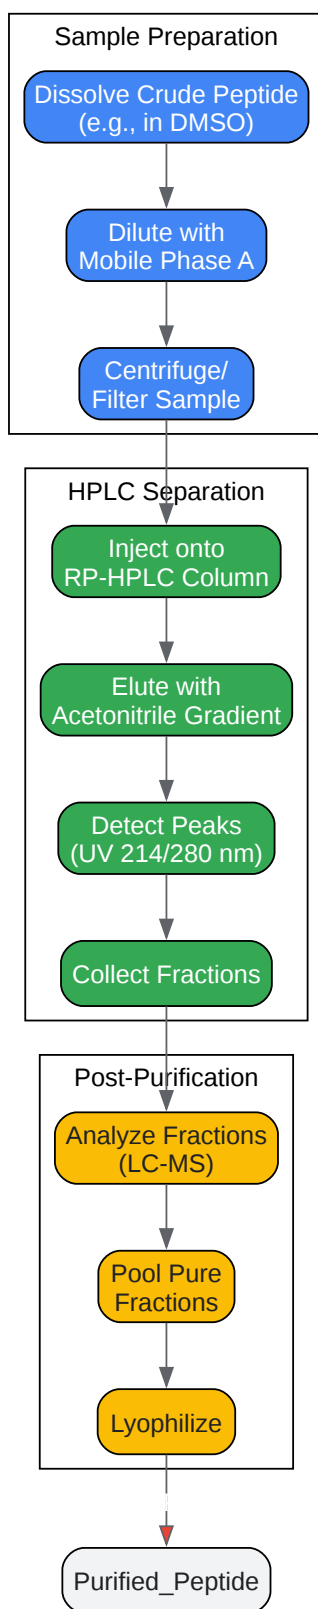 Sample Preparation
Dissolve Crude Peptide
(e.g., in DMSO)
Dilute with
Mobile Phase A
Centrifuge/
Filter Sample
HPLC Separation
Inject onto
RP-HPLC Column
Elute with
Acetonitrile Gradient
Detect Peaks
(UV 214/280 nm)
Collect Fractions
Post-Purification
Analyze Fractions
(LC-MS)
Pool Pure
Fractions
Lyophilize
Purified_Peptide